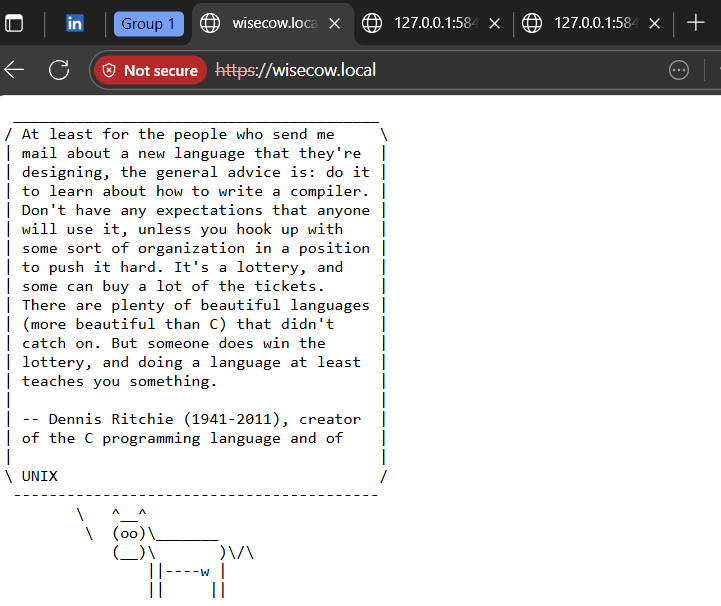 in Group 1 wisecow.loca 127.0.0.1:584 127.0.0.1:584
Not secure https://wisecow.local
 _________________________________________
/ At least for the people who send me     \
| mail about a new language that they're  |
| designing, the general advice is: do it |
| to learn about how to write a compiler. |
| Don't have any expectations that anyone |
| will use it, unless you hook up with    |
| some sort of organization in a position |
| to push it hard. It's a lottery, and    |
| some can buy a lot of the tickets.      |
| There are plenty of beautiful languages |
| (more beautiful than C) that didn't     |
| catch on. But someone does win the      |
| lottery, and doing a language at least  |
| teaches you something.                  |
|                                         |
| -- Dennis Ritchie (1941-2011), creator  |
| of the C programming language and of    |
|                                         |
\ UNIX                                    /
 -----------------------------------------
        \   ^__^
         \  (oo)\_______
            (__)\       )\/\
                ||----w |
                ||     ||